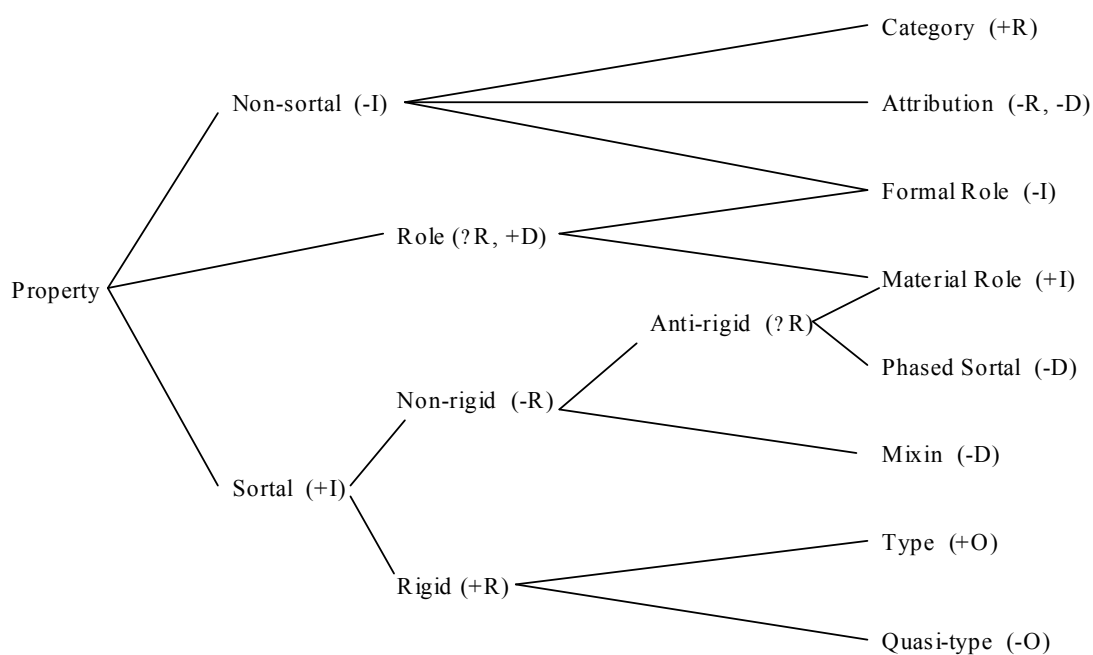 Category (+R)
Non-sortal (-I)
Attribution (-R, -D)
Formal Role (-I)
Role (?R, +D)
Material Role (+I)
Property
Anti-rigid (?R)
Phased Sortal (-D)
Non-rigid (-R)
Mixin (-D)
Sortal (+I)
Type (+O)
Rigid (+R)
Quasi-type (-O)